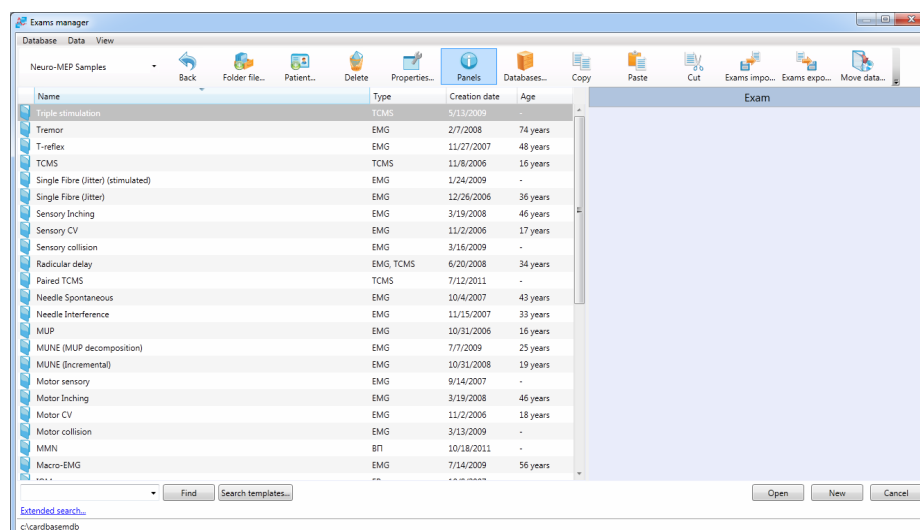 Exams manager
Database Data View
Neuro-MEP Samples
Back Folder file... Patient... Delete Properties... Panels Databases... Copy Paste Cut Exams impo... Exams expo... Move data...
Name Type Creation date Age
Exam
Triple stimulation TCMS 5/13/2009 -
Tremor EMG 2/7/2008 74 years
T-reflex EMG 11/27/2007 48 years
TCMS TCMS 11/8/2006 16 years
Single Fibre (Jitter) (stimulated) EMG 1/24/2009 -
Single Fibre (Jitter) EMG 12/26/2006 36 years
Sensory Inching EMG 3/19/2008 46 years
Sensory CV EMG 11/2/2006 17 years
Sensory collision EMG 3/16/2009 -
Radicular delay EMG, TCMS 6/20/2008 34 years
Paired TCMS TCMS 7/12/2011 -
Needle Spontaneous EMG 10/4/2007 43 years
Needle Interference EMG 11/15/2007 33 years
MUP EMG 10/31/2006 16 years
MUNE (MUP decomposition) EMG 7/7/2009 25 years
MUNE (Incremental) EMG 10/31/2008 19 years
Motor sensory EMG 9/14/2007 -
Motor Inching EMG 3/19/2008 46 years
Motor CV EMG 11/2/2006 18 years
Motor collision EMG 3/13/2009 -
MMN ВП 10/18/2011 -
Macro-EMG EMG 7/14/2009 56 years
Find Search templates... Open New Cancel
Extended search...
c:\cardbasemdb